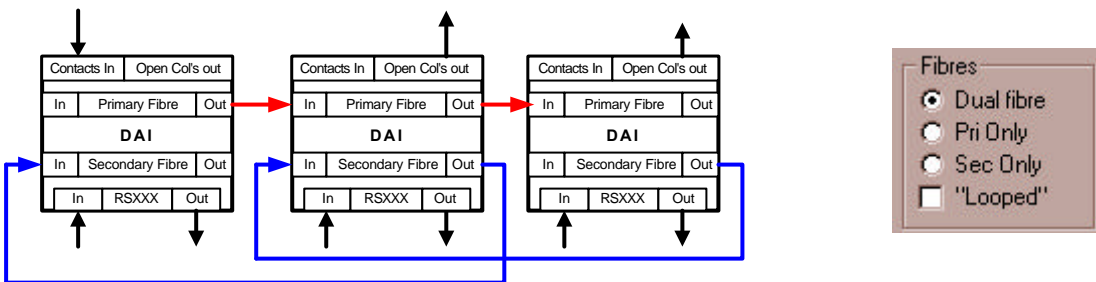 Contacts In Open Col's out
In Primary Fibre Out
DAI
In Secondary Fibre Out
In RSXXX Out
Contacts In Open Col's out
In Primary Fibre Out
DAI
In Secondary Fibre Out
In RSXXX Out
Contacts In Open Col's out
In Primary Fibre Out
DAI
In Secondary Fibre Out
In RSXXX Out
Fibres
Dual fibre
Pri Only
Sec Only
"Looped"